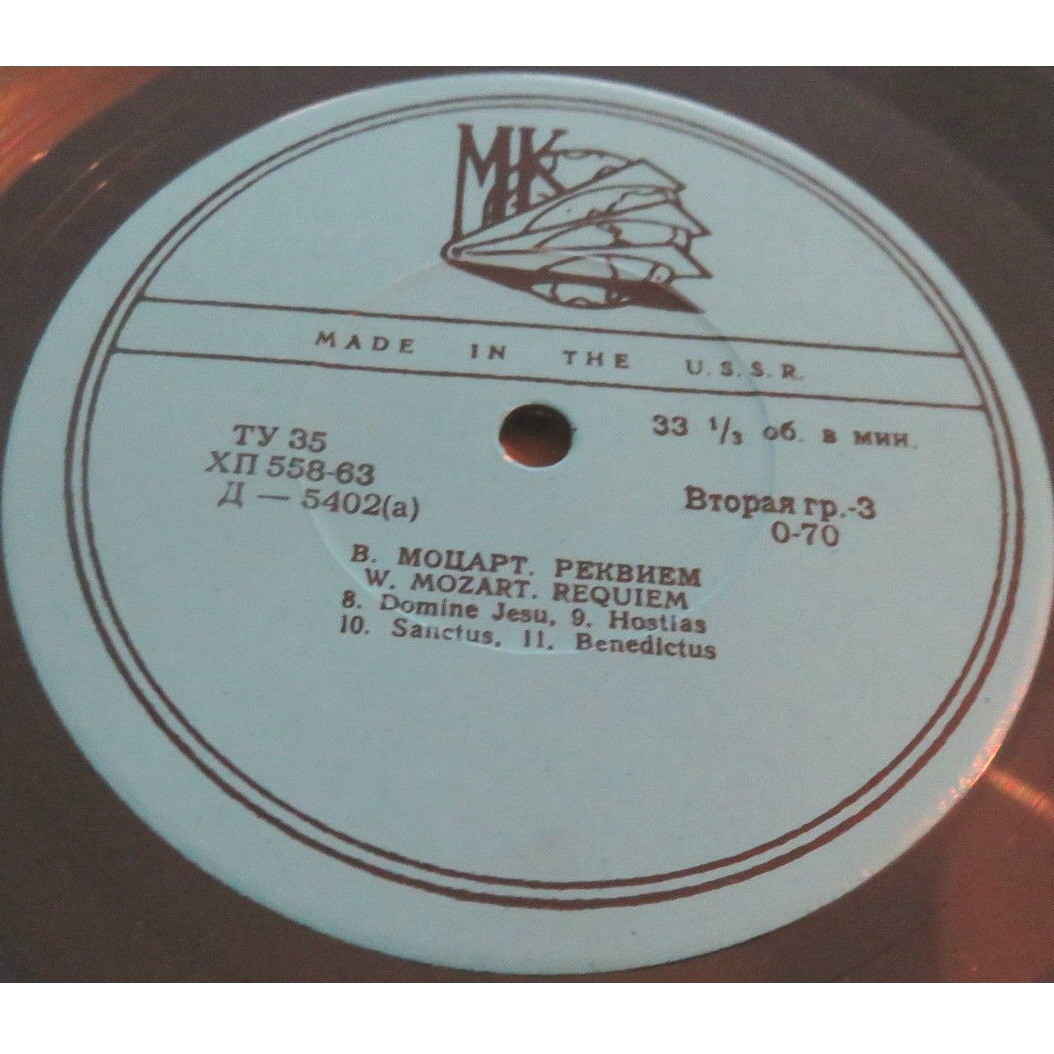 МК
MADE IN THE U.S.S.R.
ТУ 35
ХП 558-63
Д — 5402(а)
33 1/3 об. в мин.
Вторая гр.-3
0-70
В. МОЦАРТ. РЕКВИЕМ
W. MOZART. REQUIEM
8. Domine Jesu, 9. Hostias
10. Sanctus, 11. Benedictus